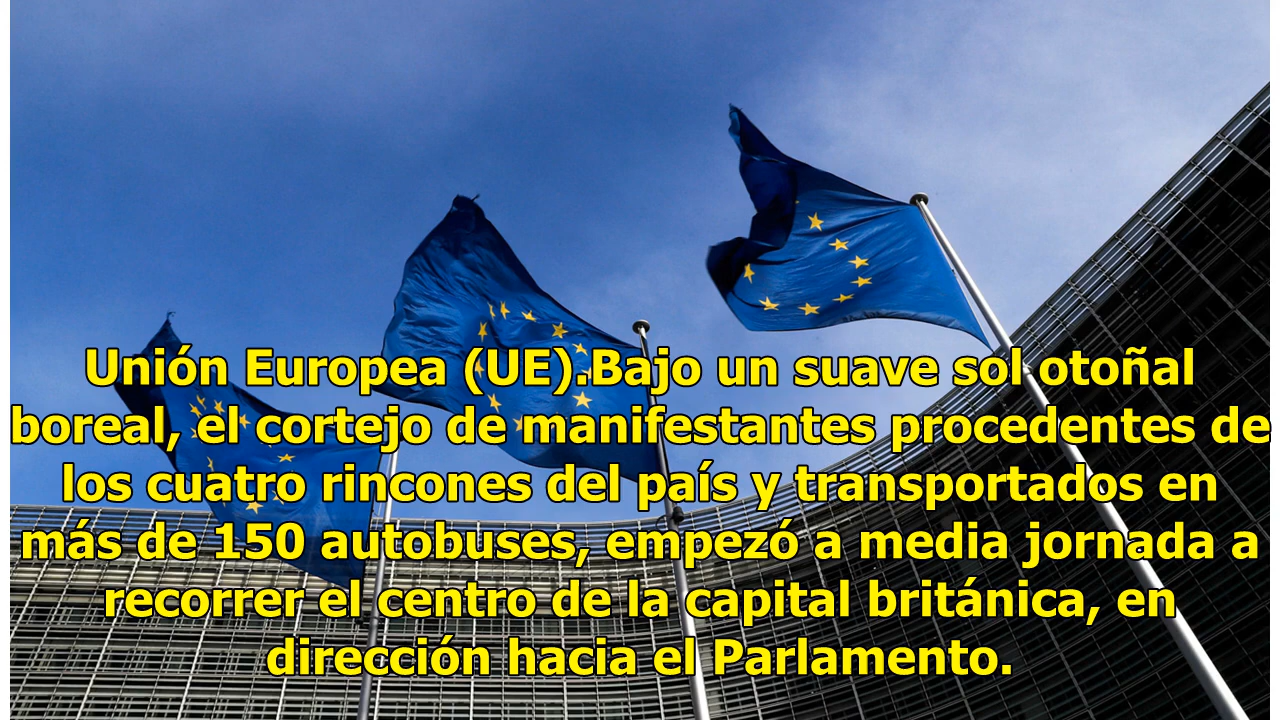 Unión Europea (UE).Bajo un suave sol otoñal
boreal, el cortejo de manifestantes procedentes de
los cuatro rincones del país y transportados en
más de 150 autobuses, empezó a media jornada a
recorrer el centro de la capital británica, en
dirección hacia el Parlamento.